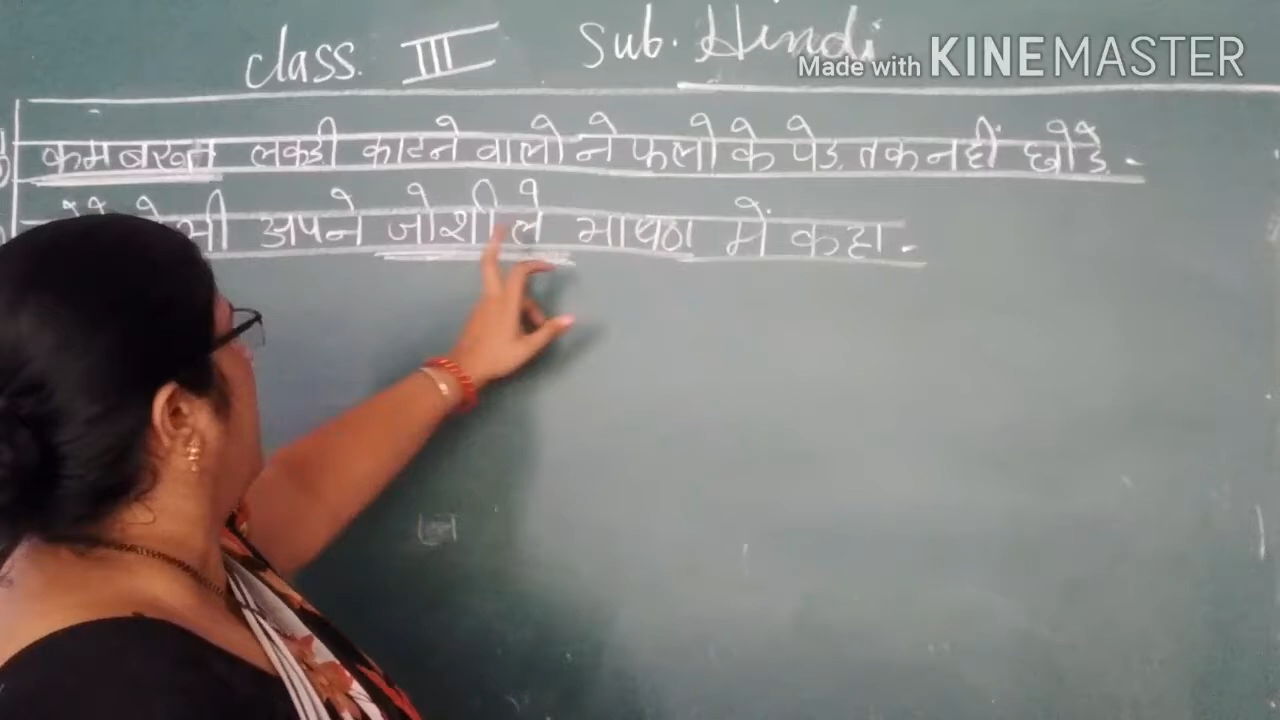 class. III Sub. Hindi
Made with KINEMASTER
कमबख्त लकडी काटने वालो ने फलो के पेड तक नहीं छोडे.
भी अपने जोशीले भाषण में कहा.